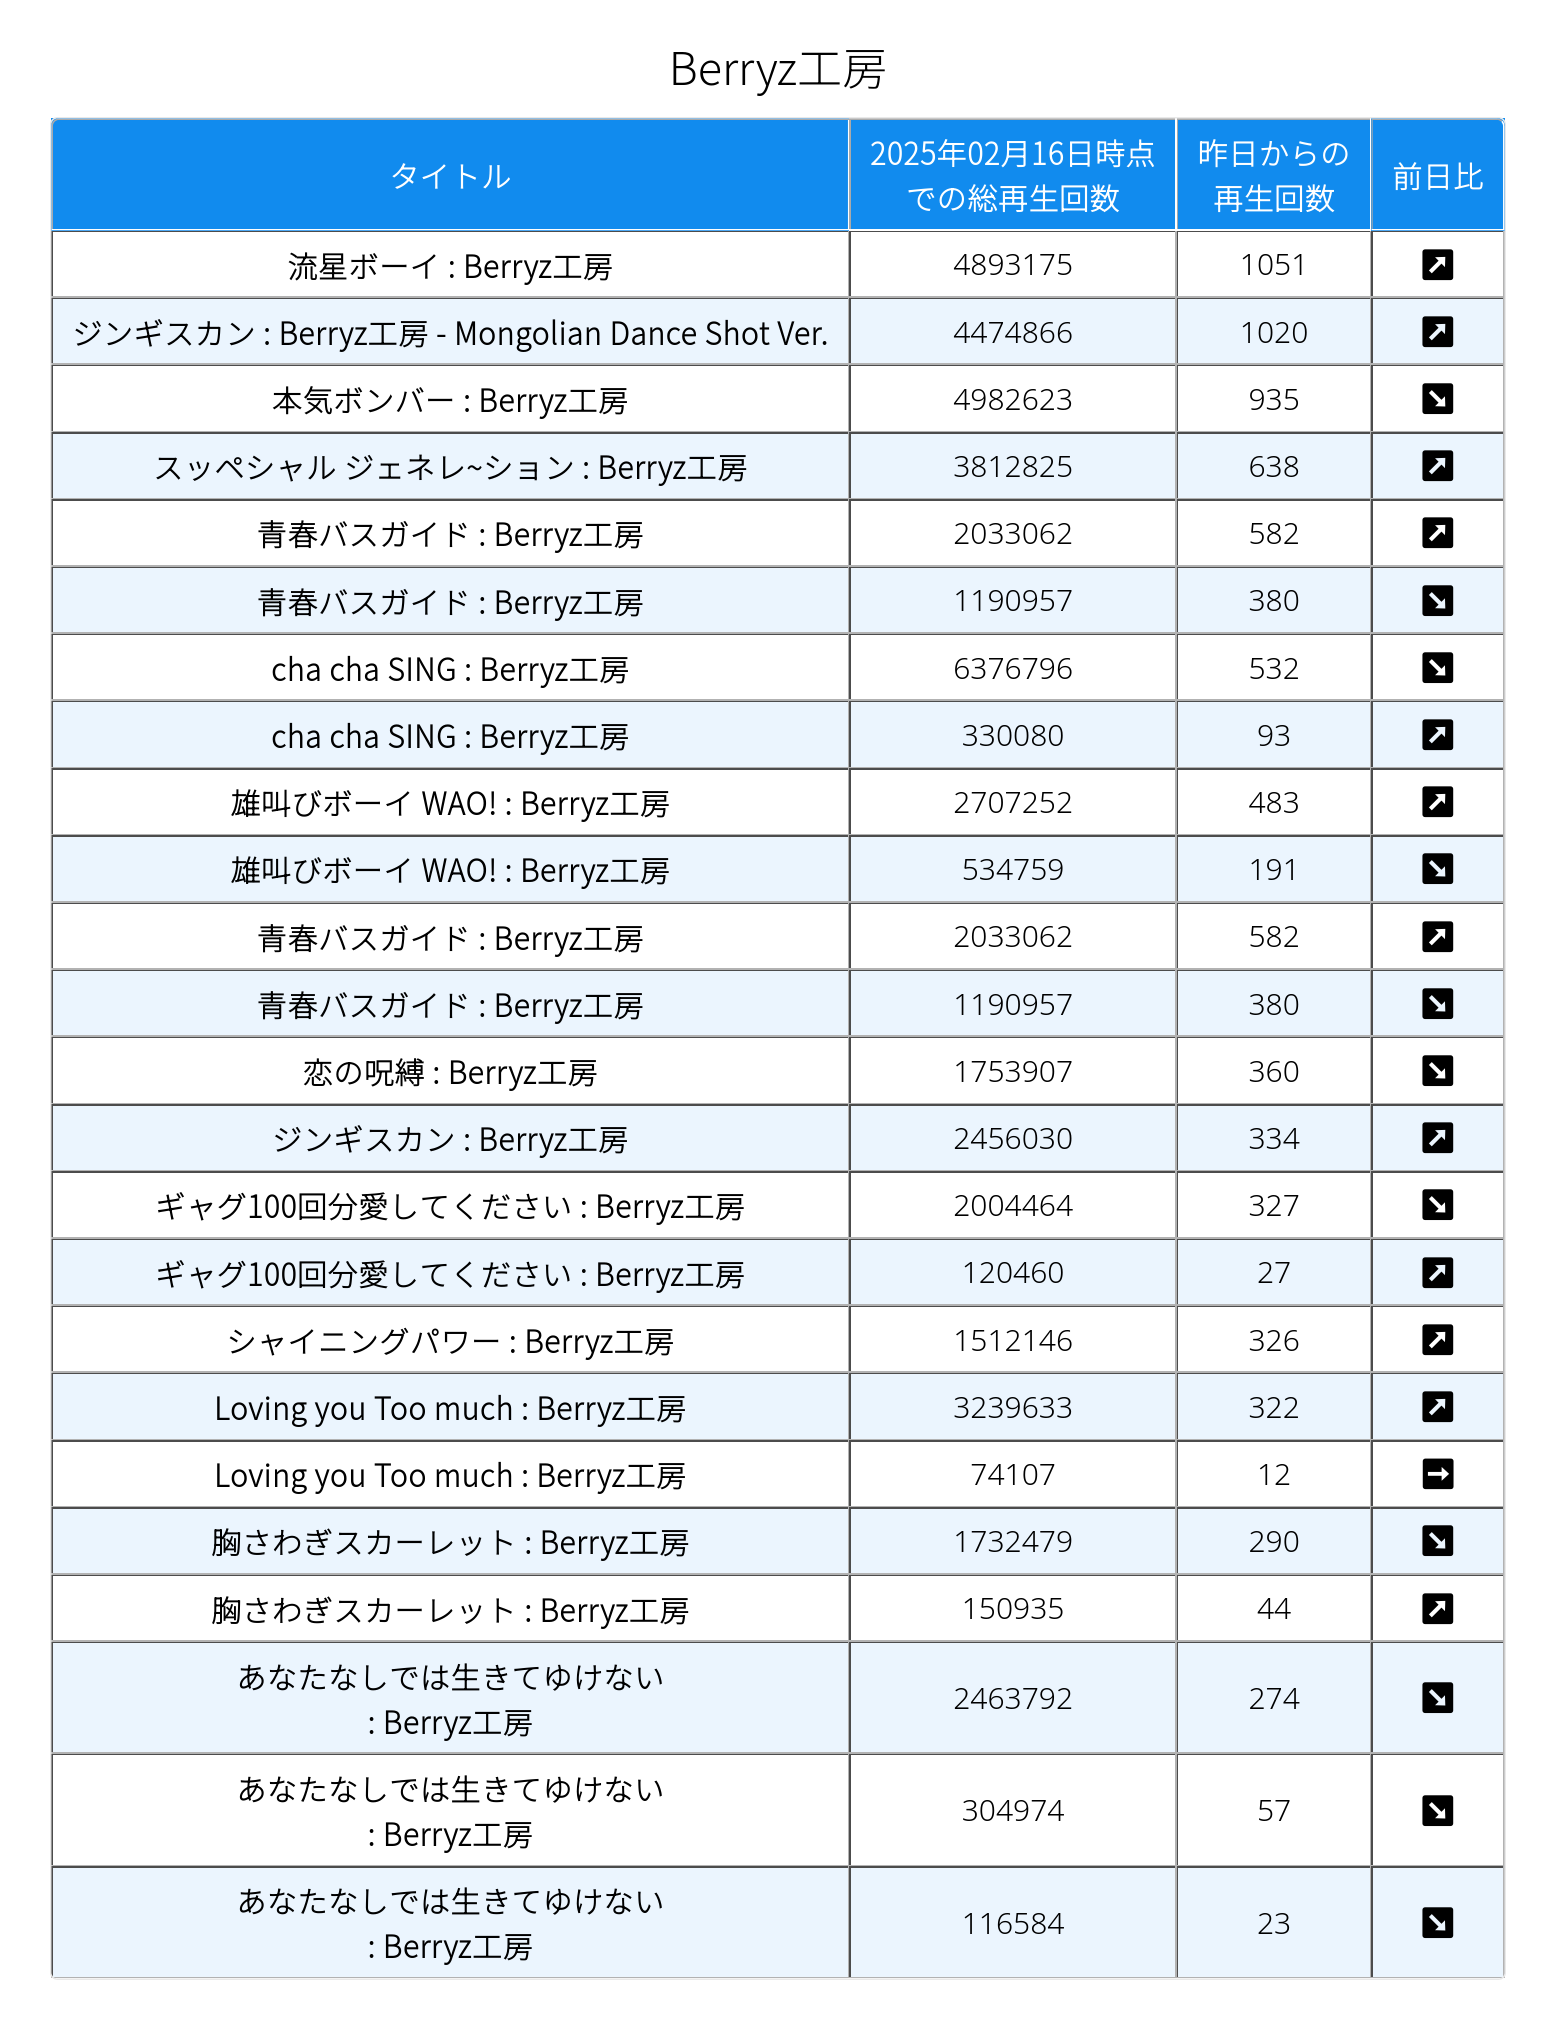 Berryz工房
タイトル 2025年02月16日時点 昨日からの 前日比
での総再生回数 再生回数
流星ボーイ : Berryz工房 4893175 1051 ↗
ジンギスカン : Berryz工房 - Mongolian Dance Shot Ver. 4474866 1020 ↗
本気ボンバー : Berryz工房 4982623 935 ↘
スッペシャル ジェネレ~ション : Berryz工房 3812825 638 ↗
青春バスガイド : Berryz工房 2033062 582 ↗
青春バスガイド : Berryz工房 1190957 380 ↘
cha cha SING : Berryz工房 6376796 532 ↘
cha cha SING : Berryz工房 330080 93 ↗
雄叫びボーイ WAO! : Berryz工房 2707252 483 ↗
雄叫びボーイ WAO! : Berryz工房 534759 191 ↘
青春バスガイド : Berryz工房 2033062 582 ↗
青春バスガイド : Berryz工房 1190957 380 ↘
恋の呪縛 : Berryz工房 1753907 360 ↘
ジンギスカン : Berryz工房 2456030 334 ↗
ギャグ100回分愛してください : Berryz工房 2004464 327 ↘
ギャグ100回分愛してください : Berryz工房 120460 27 ↗
シャイニングパワー : Berryz工房 1512146 326 ↗
Loving you Too much : Berryz工房 3239633 322 ↗
Loving you Too much : Berryz工房 74107 12 →
胸さわぎスカーレット : Berryz工房 1732479 290 ↘
胸さわぎスカーレット : Berryz工房 150935 44 ↗
あなたなしでは生きてゆけない
: Berryz工房 2463792 274 ↘
あなたなしでは生きてゆけない
: Berryz工房 304974 57 ↘
あなたなしでは生きてゆけない
: Berryz工房 116584 23 ↘